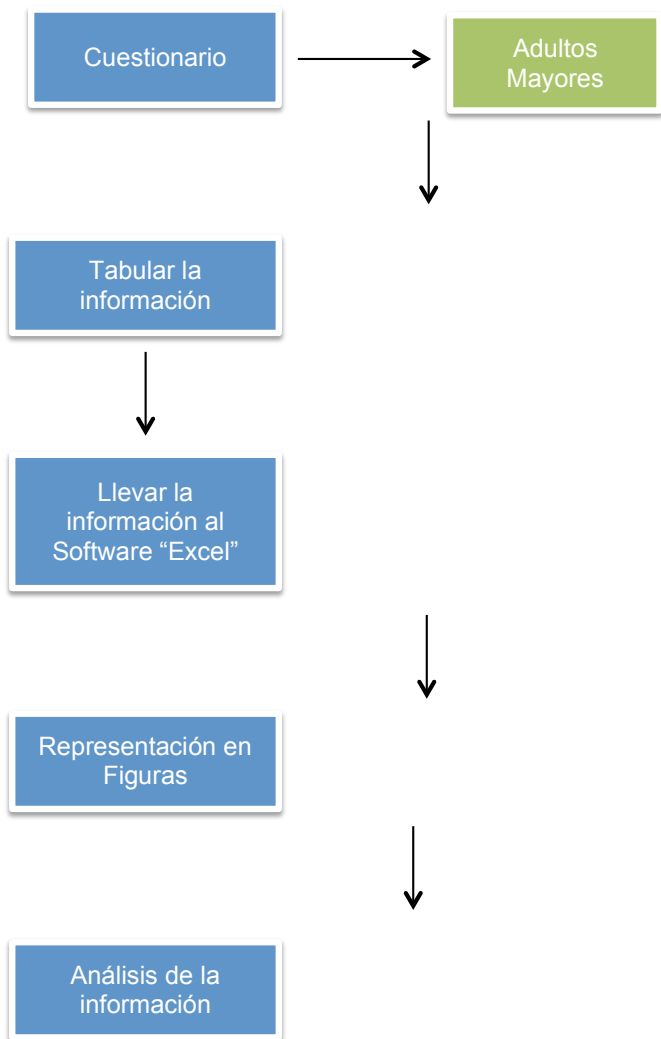 Cuestionario
Adultos
Mayores
Tabular la
información
Llevar la
información al
Software “Excel”
Representación en
Figuras
Análisis de la
información